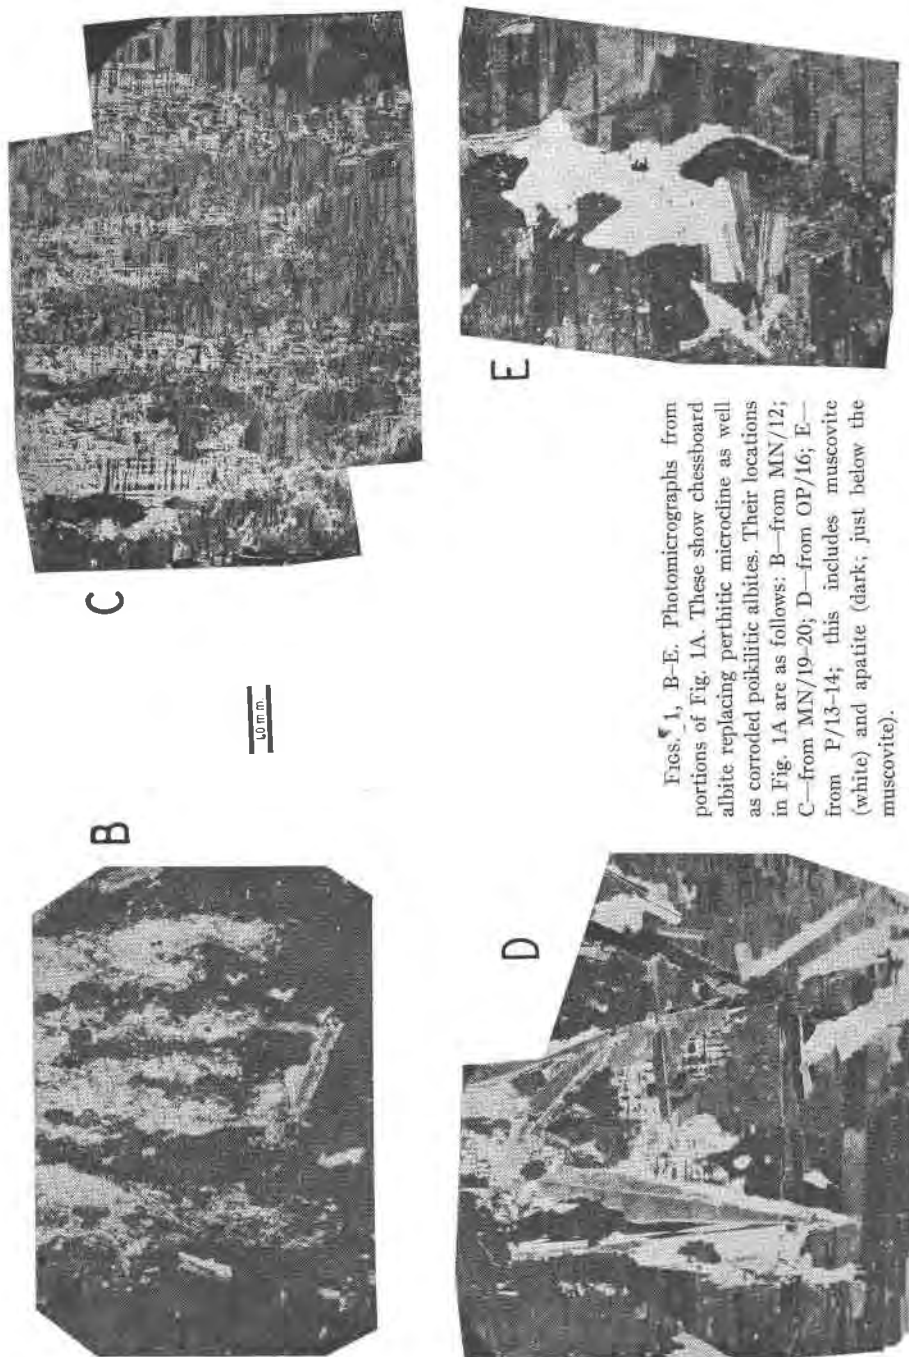 C
E
B
D
.60 mm.
FIGS. 1, B–E. Photomicrographs from
portions of Fig. 1A. These show chessboard
albite replacing perthitic microcline as well
as corroded poikilitic albites. Their locations
in Fig. 1A are as follows: B—from MN/12;
C—from MN/19–20; D—from OP/16; E—
from P/13–14; this includes muscovite
(white) and apatite (dark; just below the
muscovite).